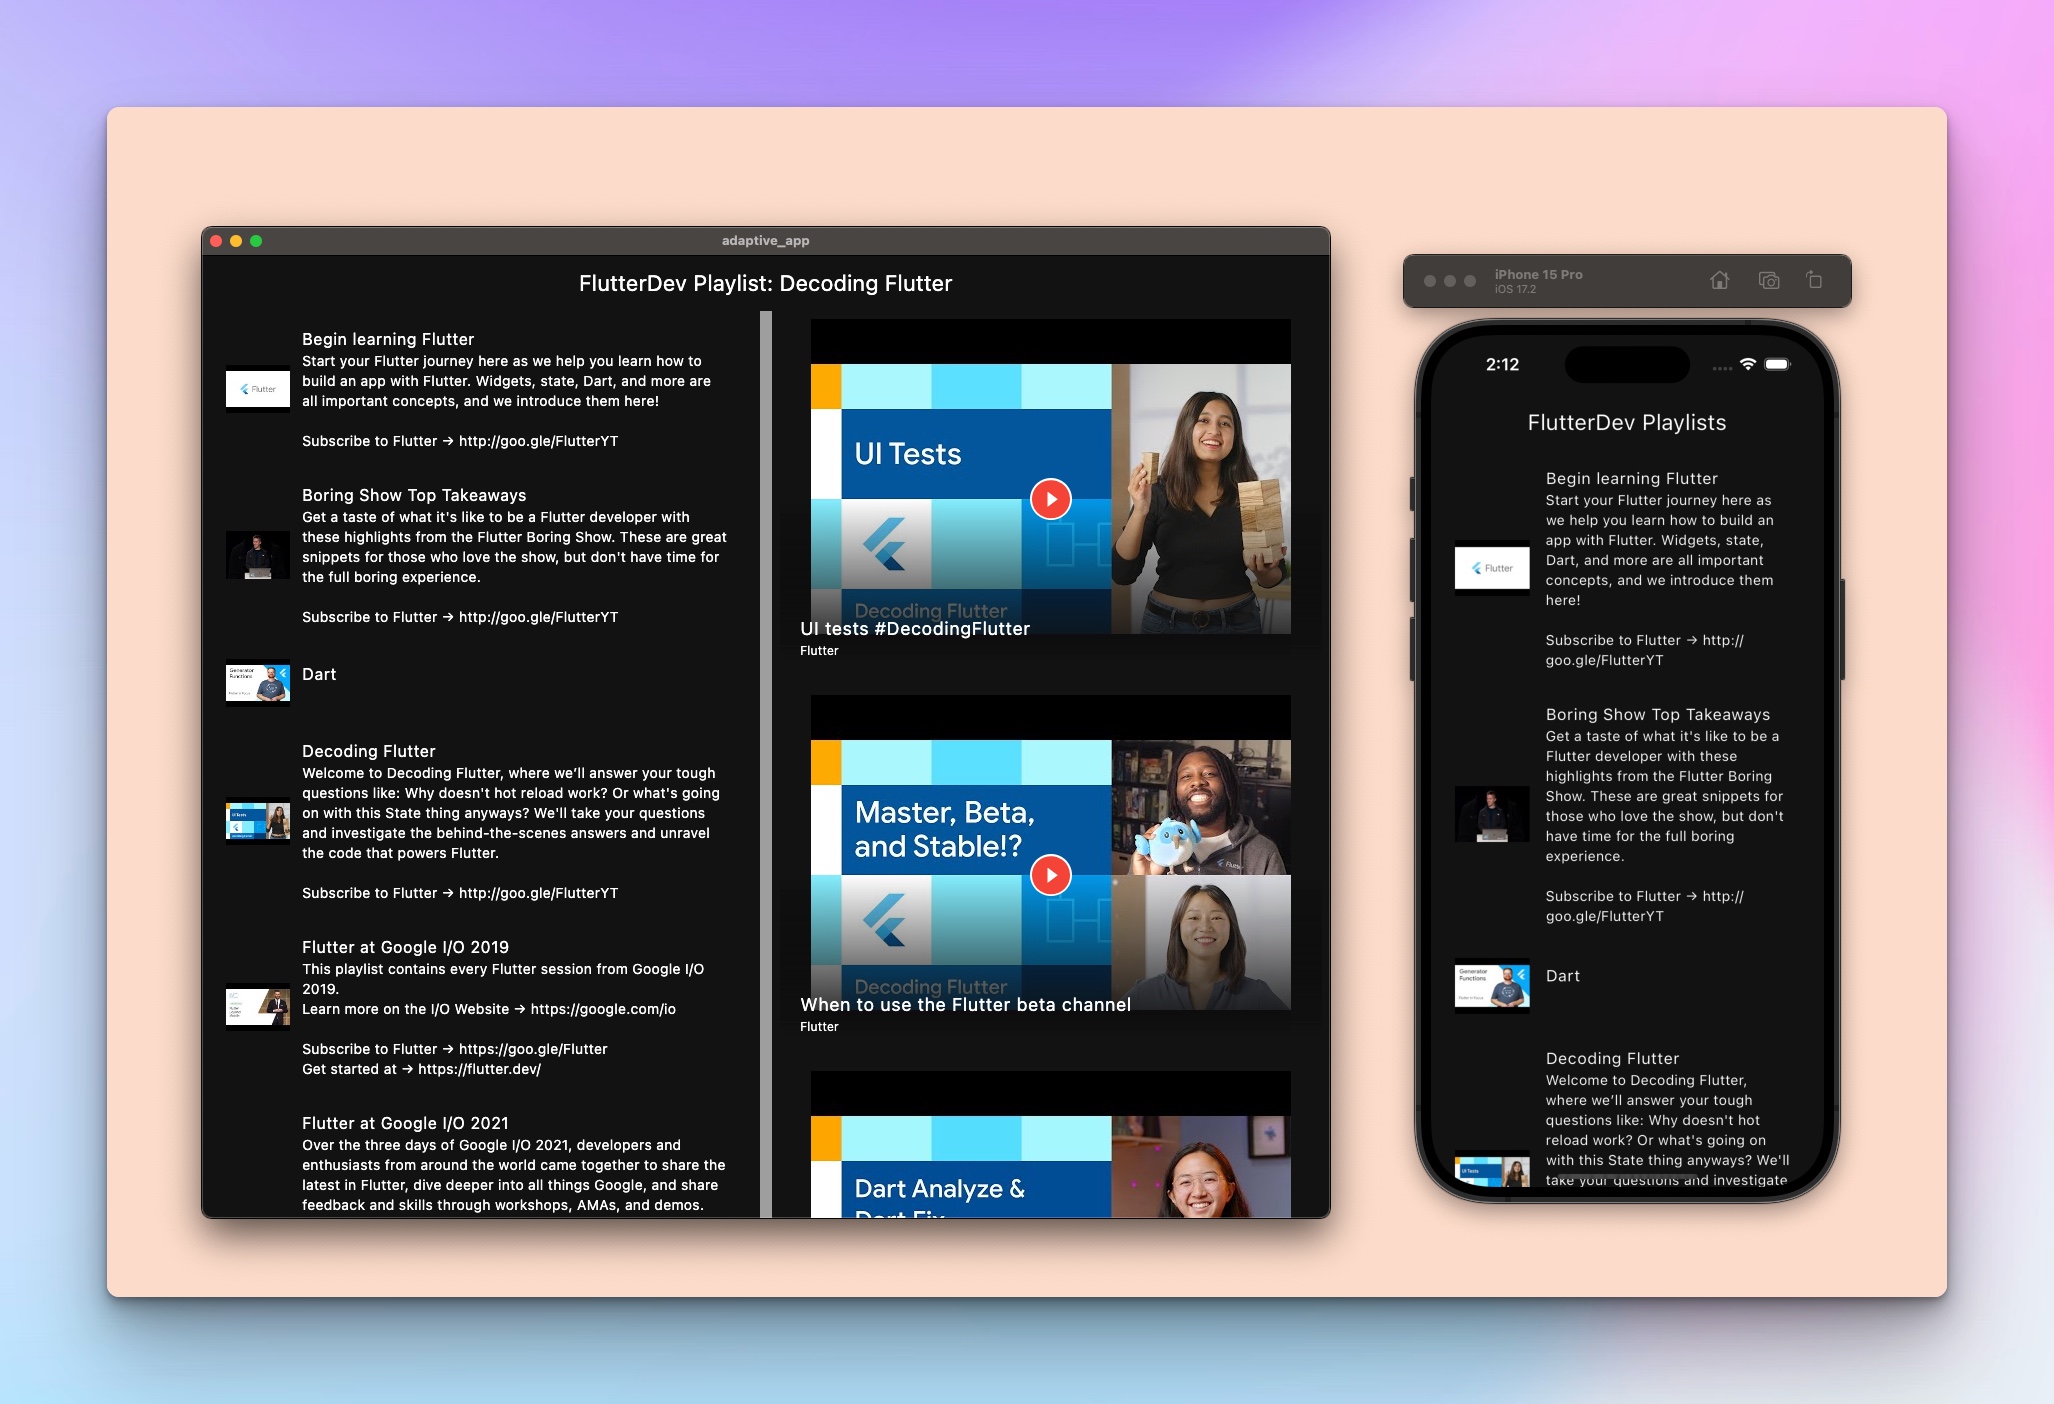 adaptive_app
FlutterDev Playlist: Decoding Flutter
Begin learning Flutter
Start your Flutter journey here as we help you learn how to
build an app with Flutter. Widgets, state, Dart, and more are
all important concepts, and we introduce them here!
Flutter
Subscribe to Flutter → http://goo.gle/FlutterYT
Boring Show Top Takeaways
Get a taste of what it's like to be a Flutter developer with
these highlights from the Flutter Boring Show. These are great
snippets for those who love the show, but don't have time for
the full boring experience.
Subscribe to Flutter → http://goo.gle/FlutterYT
Generator
Functions
Dart
Decoding Flutter
Welcome to Decoding Flutter, where we’ll answer your tough
questions like: Why doesn't hot reload work? Or what's going
on with this State thing anyways? We'll take your questions
and investigate the behind-the-scenes answers and unravel
the code that powers Flutter.
UI Tests
Subscribe to Flutter → http://goo.gle/FlutterYT
Flutter at Google I/O 2019
This playlist contains every Flutter session from Google I/O
2019.
Learn more on the I/O Website → https://google.com/io
Subscribe to Flutter → https://goo.gle/Flutter
Get started at → https://flutter.dev/
Flutter at Google I/O 2021
Over the three days of Google I/O 2021, developers and
enthusiasts from around the world came together to share the
latest in Flutter, dive deeper into all things Google, and share
feedback and skills through workshops, AMAs, and demos.
UI Tests
Decoding Flutter
UI tests #DecodingFlutter
Flutter
Master, Beta,
and Stable!?
Flutter
Decoding Flutter
When to use the Flutter beta channel
Flutter
Dart Analyze &
Dart Fix
iPhone 15 Pro
iOS 17.2
2:12
FlutterDev Playlists
Begin learning Flutter
Start your Flutter journey here as
we help you learn how to build an
app with Flutter. Widgets, state,
Dart, and more are all important
concepts, and we introduce them
here!
Flutter
Subscribe to Flutter → http://
goo.gle/FlutterYT
Boring Show Top Takeaways
Get a taste of what it's like to be a
Flutter developer with these
highlights from the Flutter Boring
Show. These are great snippets for
those who love the show, but don't
have time for the full boring
experience.
Subscribe to Flutter → http://
goo.gle/FlutterYT
Generator
Functions
Flutter in Focus
Dart
Decoding Flutter
Welcome to Decoding Flutter,
where we’ll answer your tough
questions like: Why doesn't hot
reload work? Or what's going on
with this State thing anyways? We'll
take your questions and investigate
UI Tests